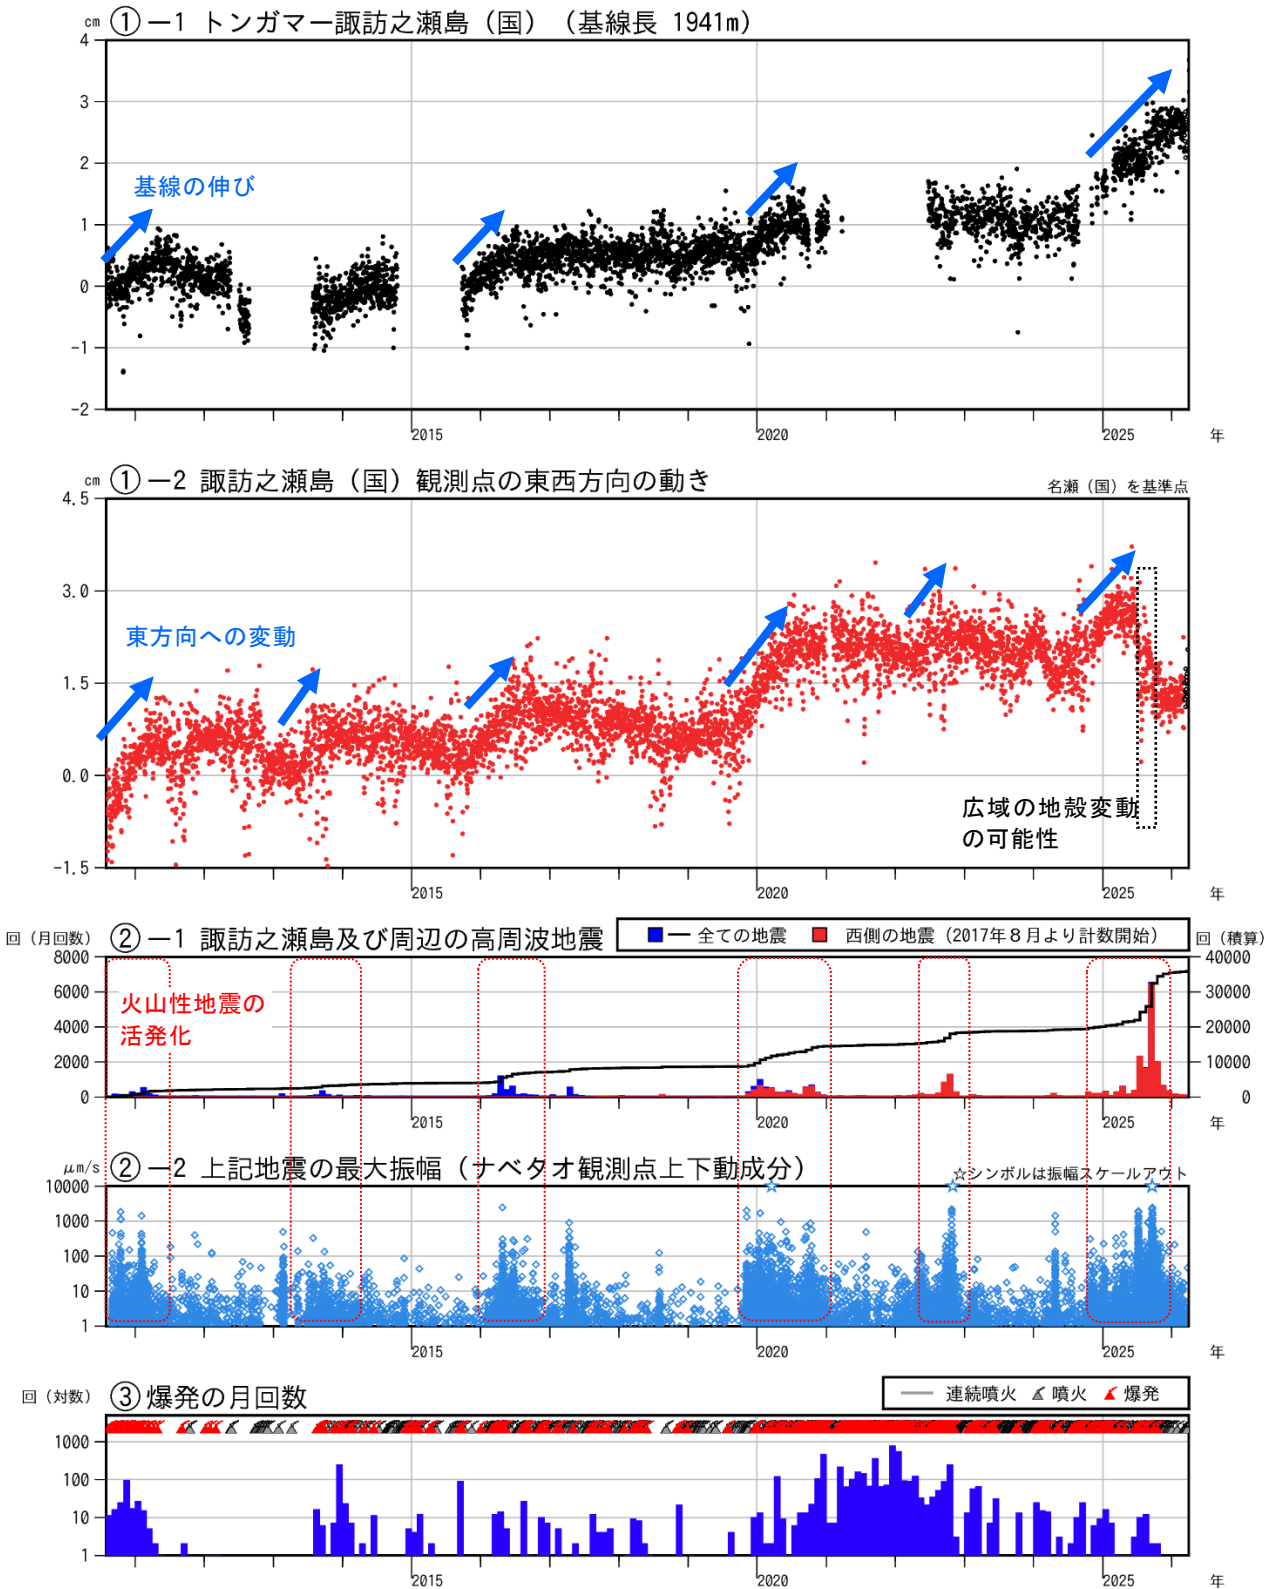 cm ①－1 トンガマー諏訪之瀬島（国）（基線長 1941m）
4
3
2
1
0
-1
-2
基線の伸び
2015
2020
2025
年
cm ①－2 諏訪之瀬島（国）観測点の東西方向の動き
名瀬（国）を基準点
4.5
3.0
1.5
0.0
-1.5
東方向への変動
広域の地殻変動
の可能性
2015
2020
2025
年
回（月回数） ②－1 諏訪之瀬島及び周辺の高周波地震
全ての地震 西側の地震（2017年８月より計数開始）
回（積算）
8000
6000
4000
2000
0
40000
30000
20000
10000
0
火山性地震の
活発化
2015
2020
2025
年
μm/s ②－2 上記地震の最大振幅（ナベタオ観測点上下動成分）
☆シンボルは振幅スケールアウト
10000
1000
100
10
1
2015
2020
2025
年
回（対数） ③爆発の月回数
連続噴火 噴火 爆発
1000
100
10
1
2015
2020
2025
年